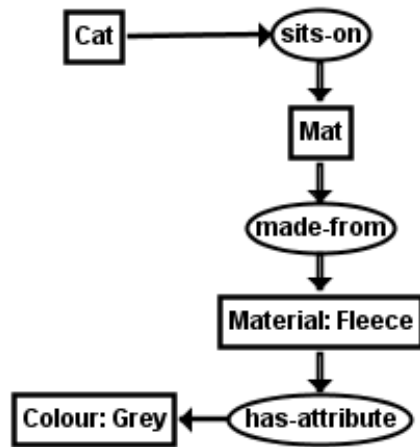 Cat
sits-on
Mat
made-from
Material: Fleece
has-attribute
Colour: Grey